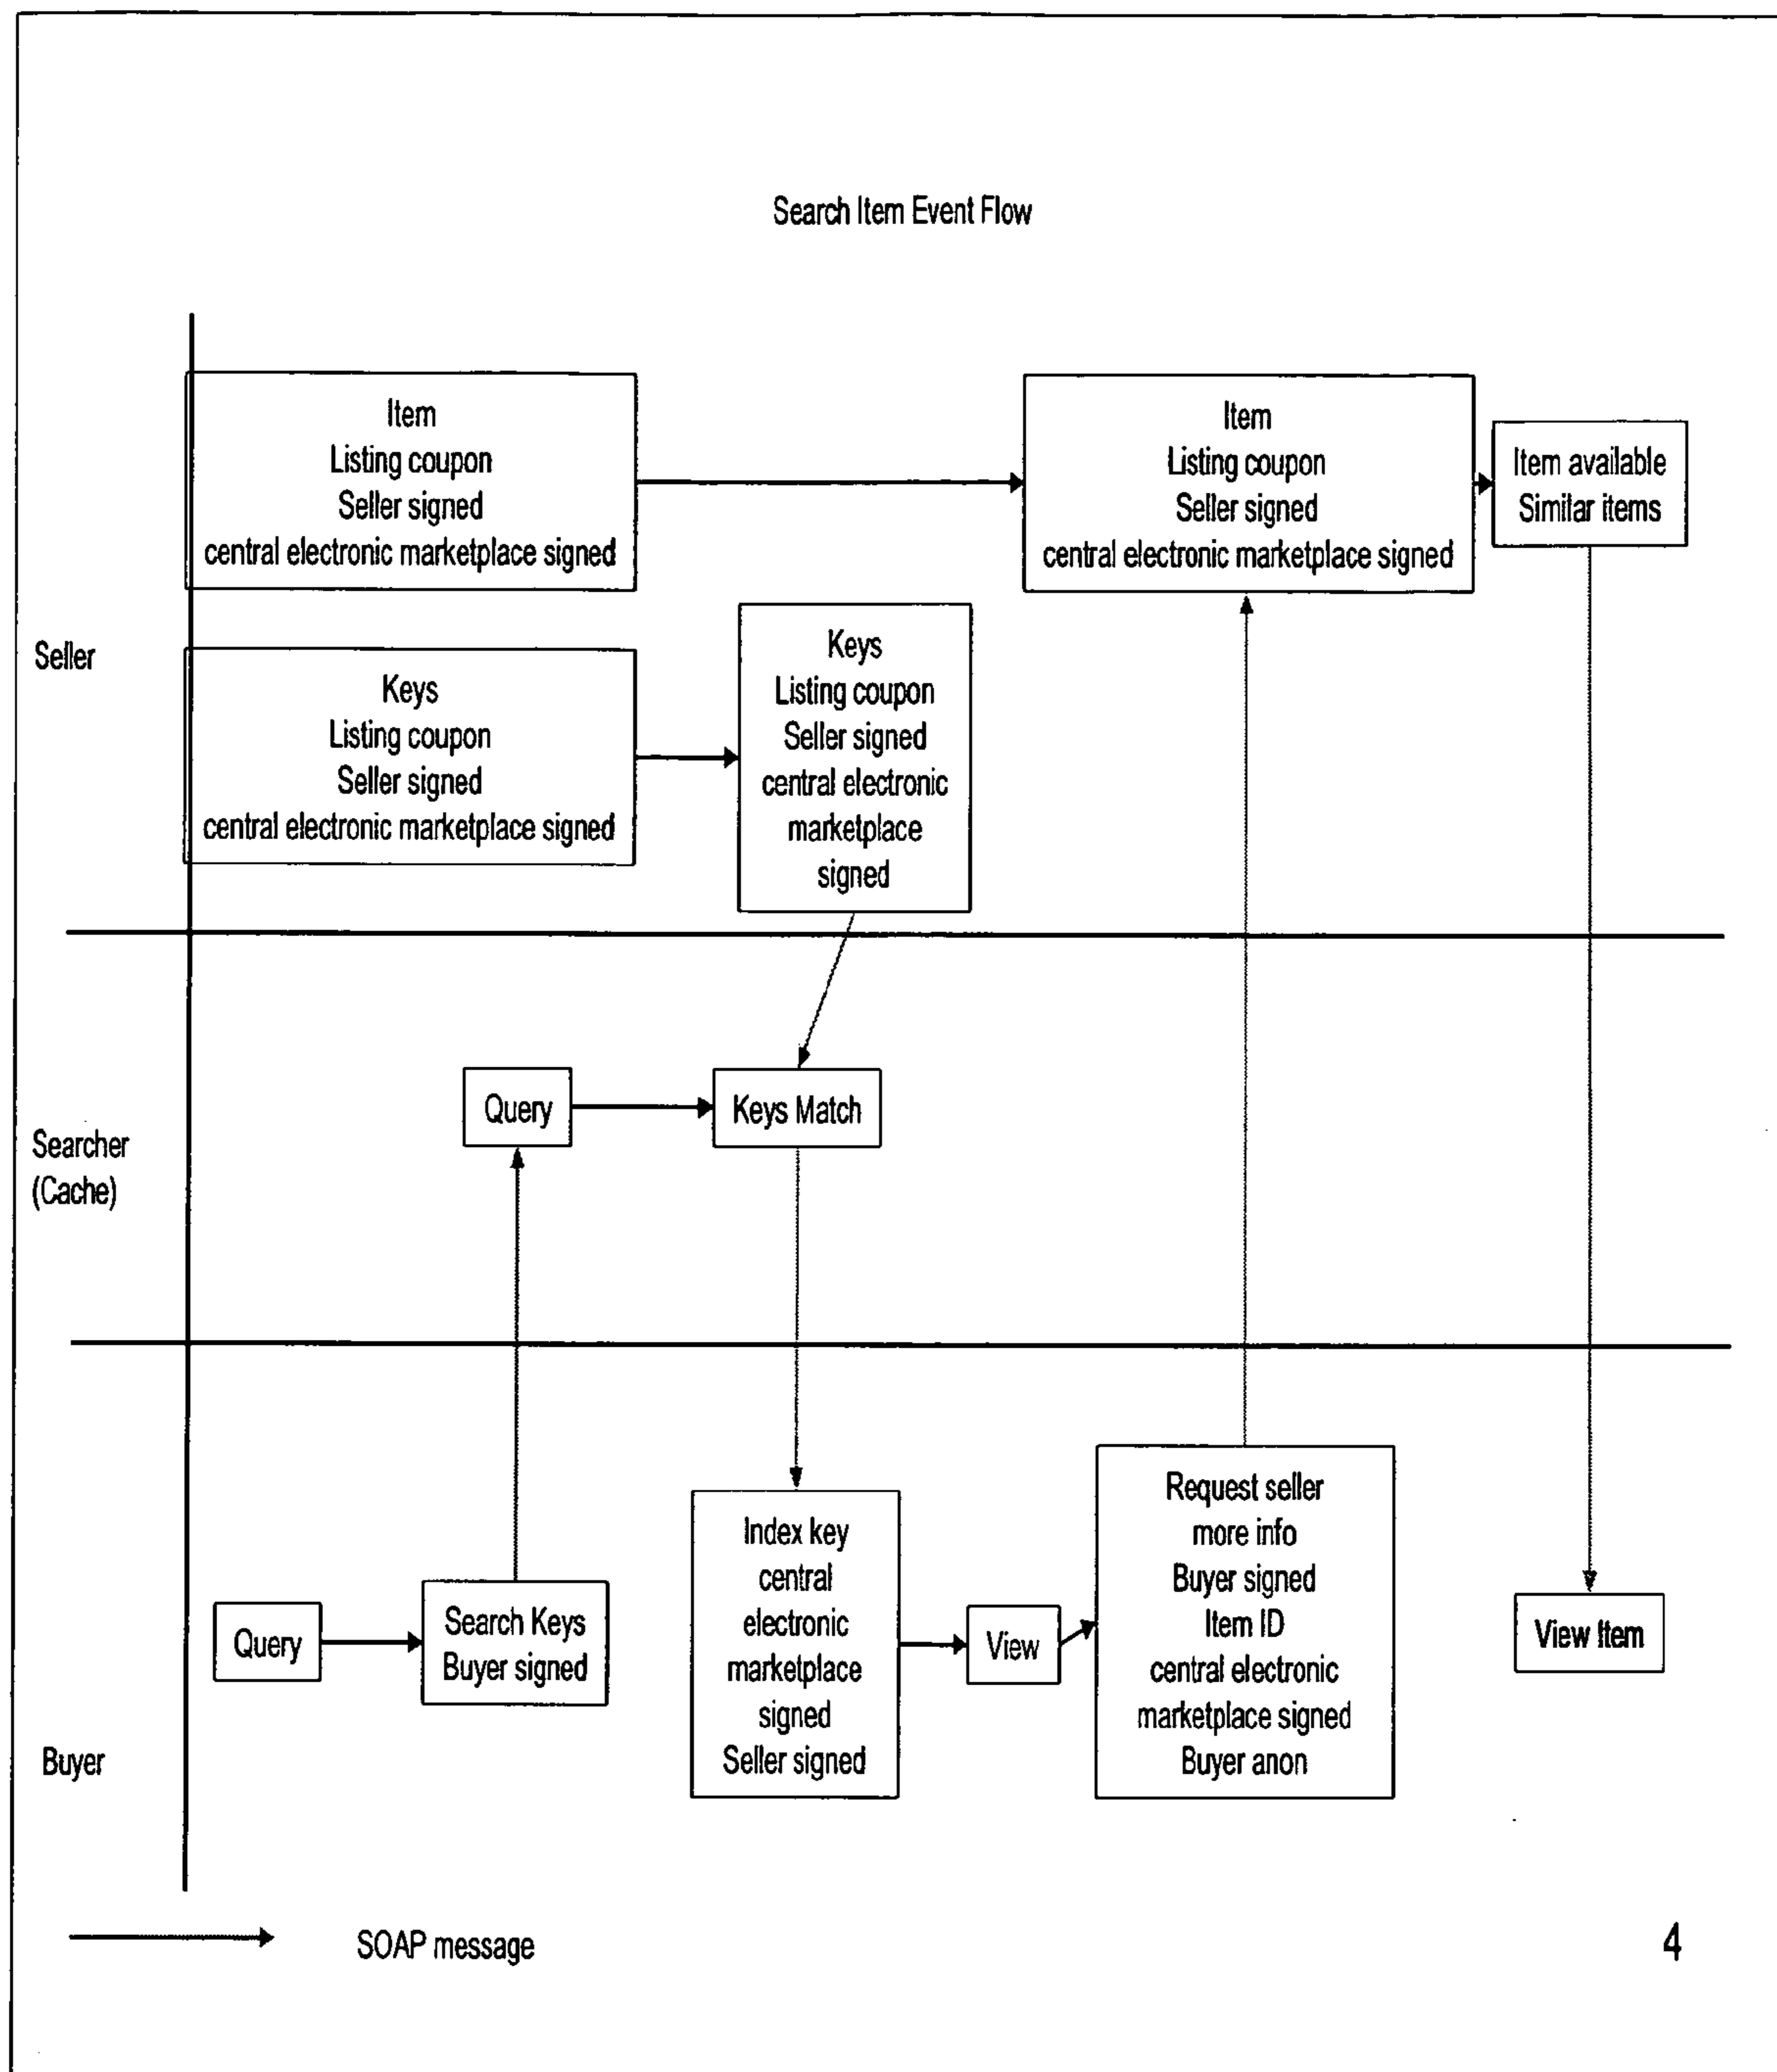 Search Item Event Flow
Item
Listing coupon
Seller signed
central electronic marketplace signed
Item
Listing coupon
Seller signed
central electronic marketplace signed
Item available
Similar items
Seller
Keys
Listing coupon
Seller signed
central electronic marketplace signed
Keys
Listing coupon
Seller signed
central electronic
marketplace
signed
Searcher
(Cache)
Query
Keys Match
Buyer
Query
Search Keys
Buyer signed
Index key
central
electronic
marketplace
signed
Seller signed
View
Request seller
more info
Buyer signed
Item ID
central electronic
marketplace signed
Buyer anon
View Item
SOAP message
4